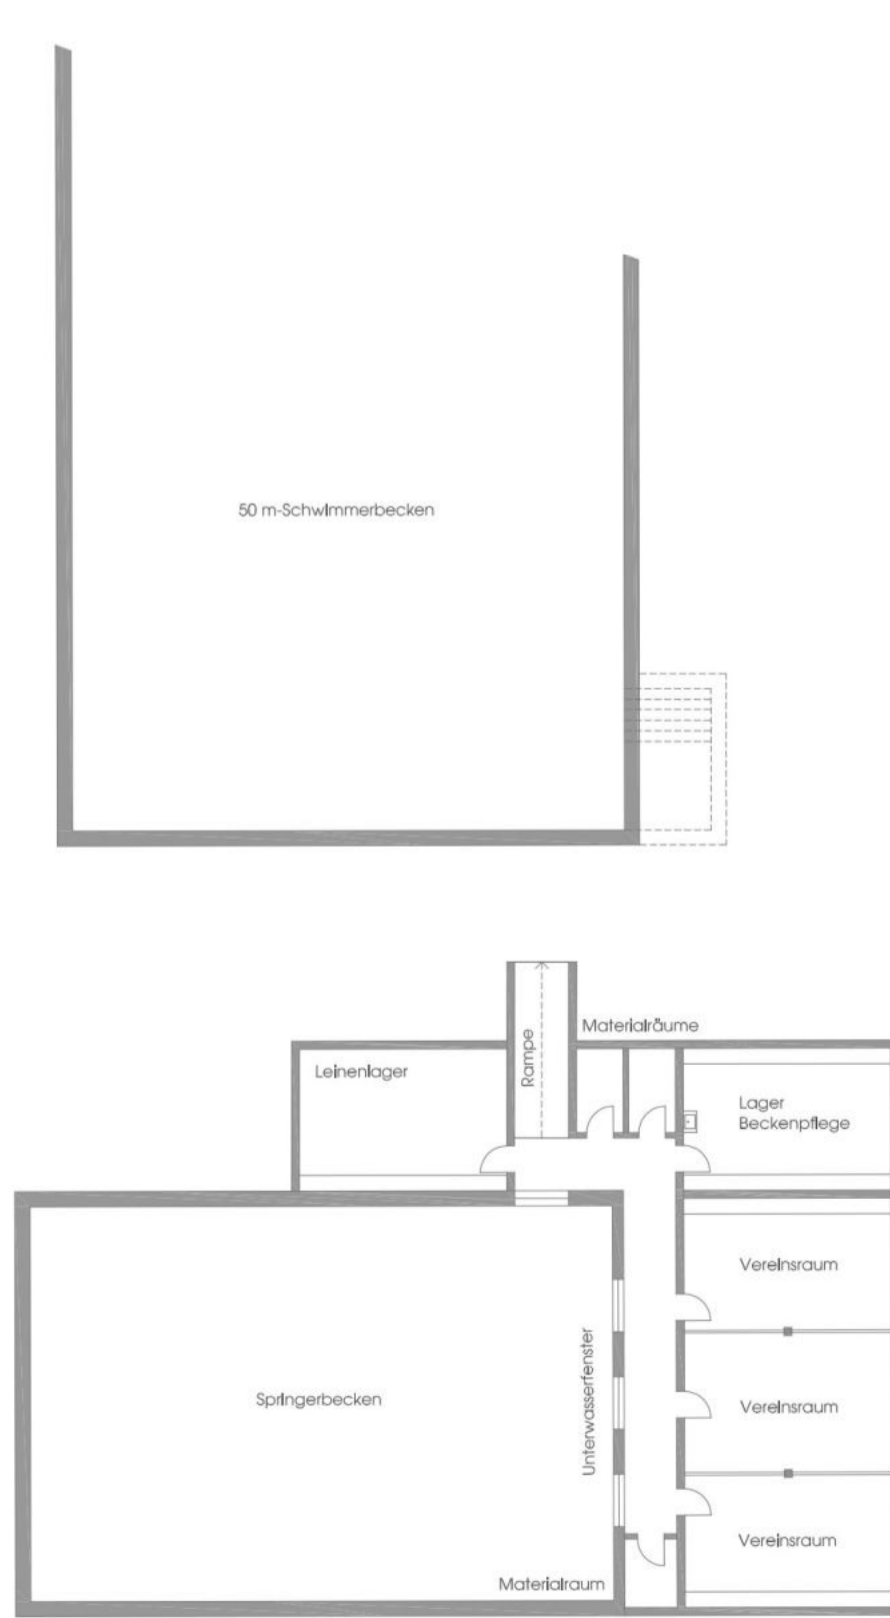 50 m-Schwimmerbecken
Materialräume
Rampe
Leinenlager
Lager
Beckenpflege
Vereinsraum
Unterwasserfenster
Springerbecken
Vereinsraum
Vereinsraum
Materialraum